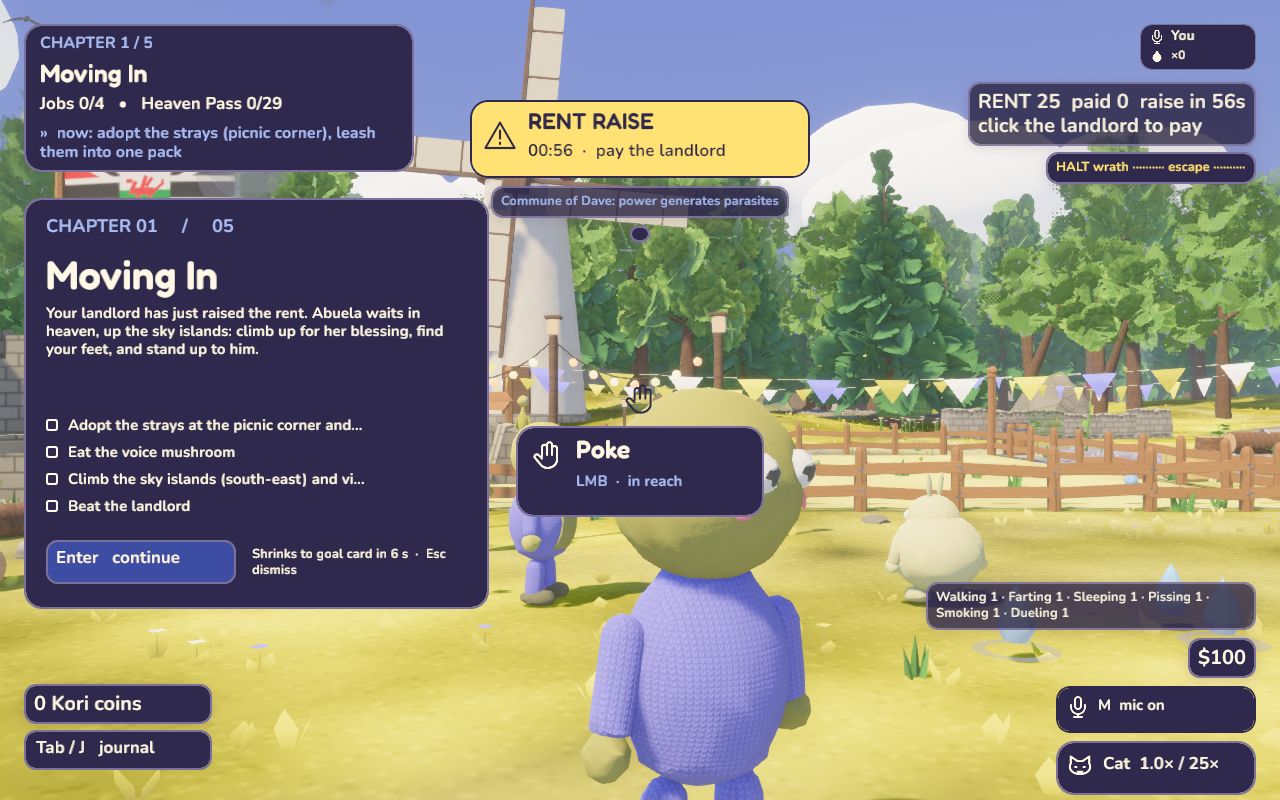 CHAPTER 1 / 5
Moving In
Jobs 0/4 • Heaven Pass 0/29
» now: adopt the strays (picnic corner), leash
them into one pack
RENT RAISE
00:56 · pay the landlord
Commune of Dave: power generates parasites
You
×0
RENT 25 paid 0 raise in 56s
click the landlord to pay
HALT wrath ·········· escape ··········
CHAPTER 01 / 05
Moving In
Your landlord has just raised the rent. Abuela waits in
heaven, up the sky islands: climb up for her blessing, find
your feet, and stand up to him.
Adopt the strays at the picnic corner and...
Eat the voice mushroom
Climb the sky islands (south-east) and vi...
Beat the landlord
Enter continue
Shrinks to goal card in 6 s · Esc
dismiss
Poke
LMB · in reach
Walking 1 · Farting 1 · Sleeping 1 · Pissing 1 ·
Smoking 1 · Dueling 1
$100
M mic on
Cat 1.0× / 25×
0 Kori coins
Tab / J journal